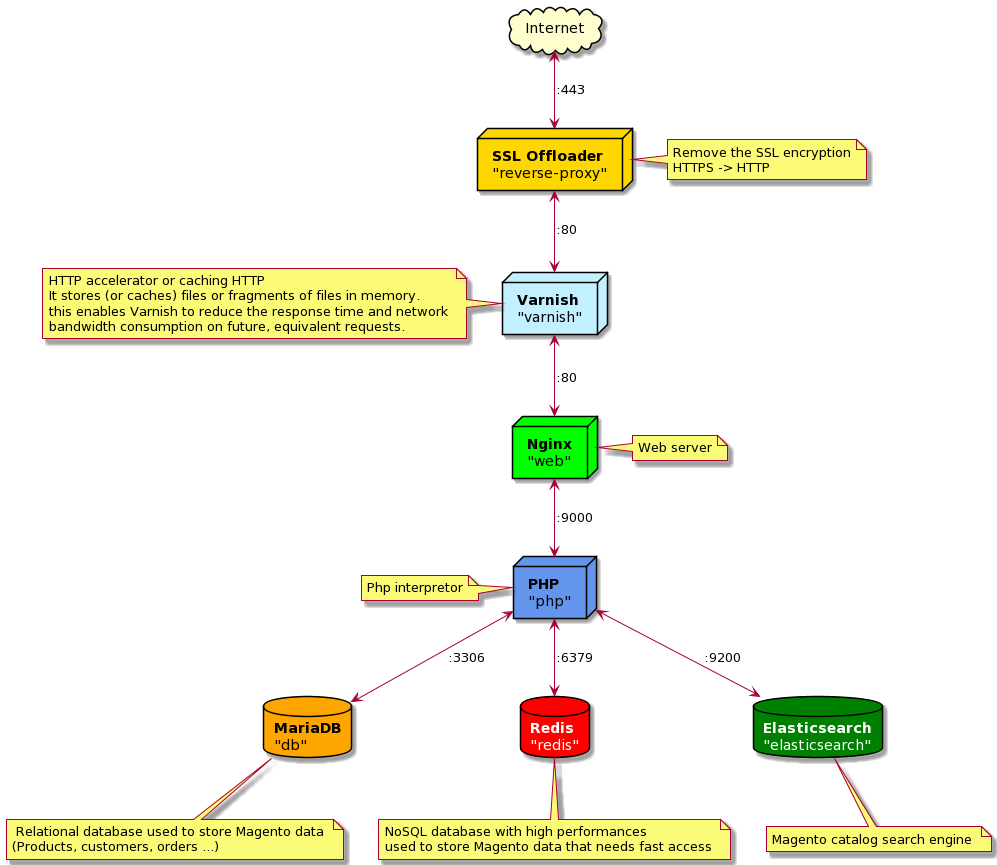 Internet
:443
SSL Offloader
"reverse-proxy"
Remove the SSL encryption
HTTPS -> HTTP
:80
HTTP accelerator or caching HTTP
It stores (or caches) files or fragments of files in memory.
this enables Varnish to reduce the response time and network
bandwidth consumption on future, equivalent requests.
Varnish
"varnish"
:80
Nginx
"web"
Web server
:9000
Php interpretor
PHP
"php"
:3306
:6379
:9200
MariaDB
"db"
Redis
"redis"
Elasticsearch
"elasticsearch"
Relational database used to store Magento data
(Products, customers, orders ...)
NoSQL database with high performances
used to store Magento data that needs fast access
Magento catalog search engine